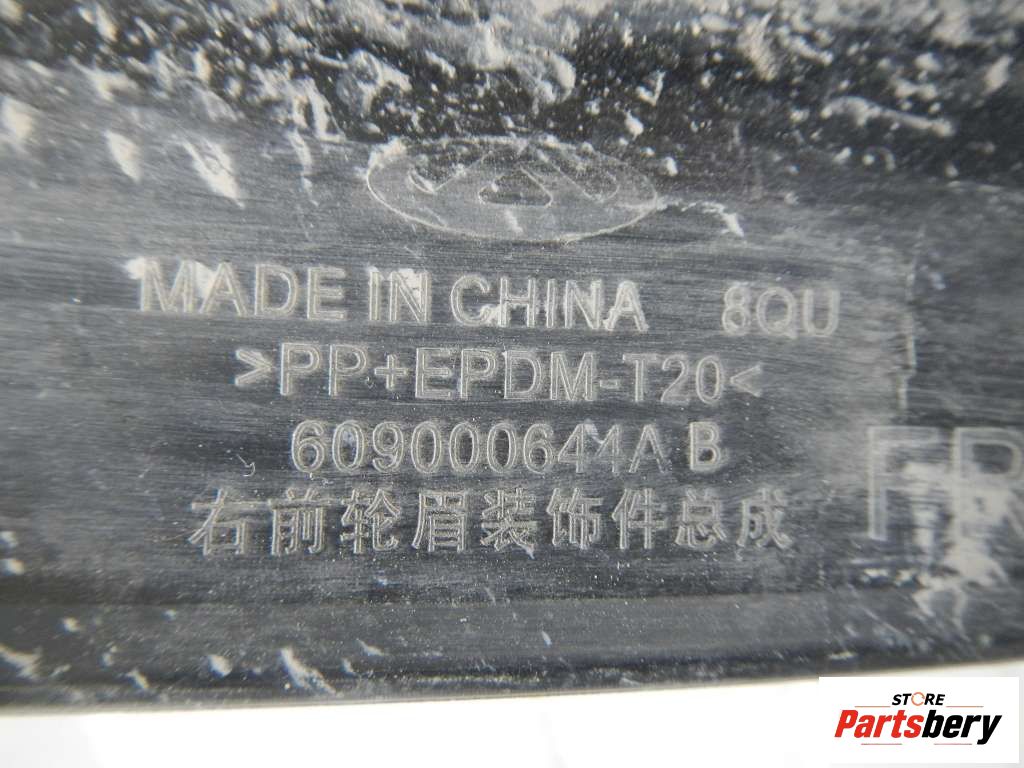 MADE IN CHINA 8QU
>PP+EPDM-T20<
609000644AA B
右前轮眉装饰件总成
FR
STORE
Partsbery